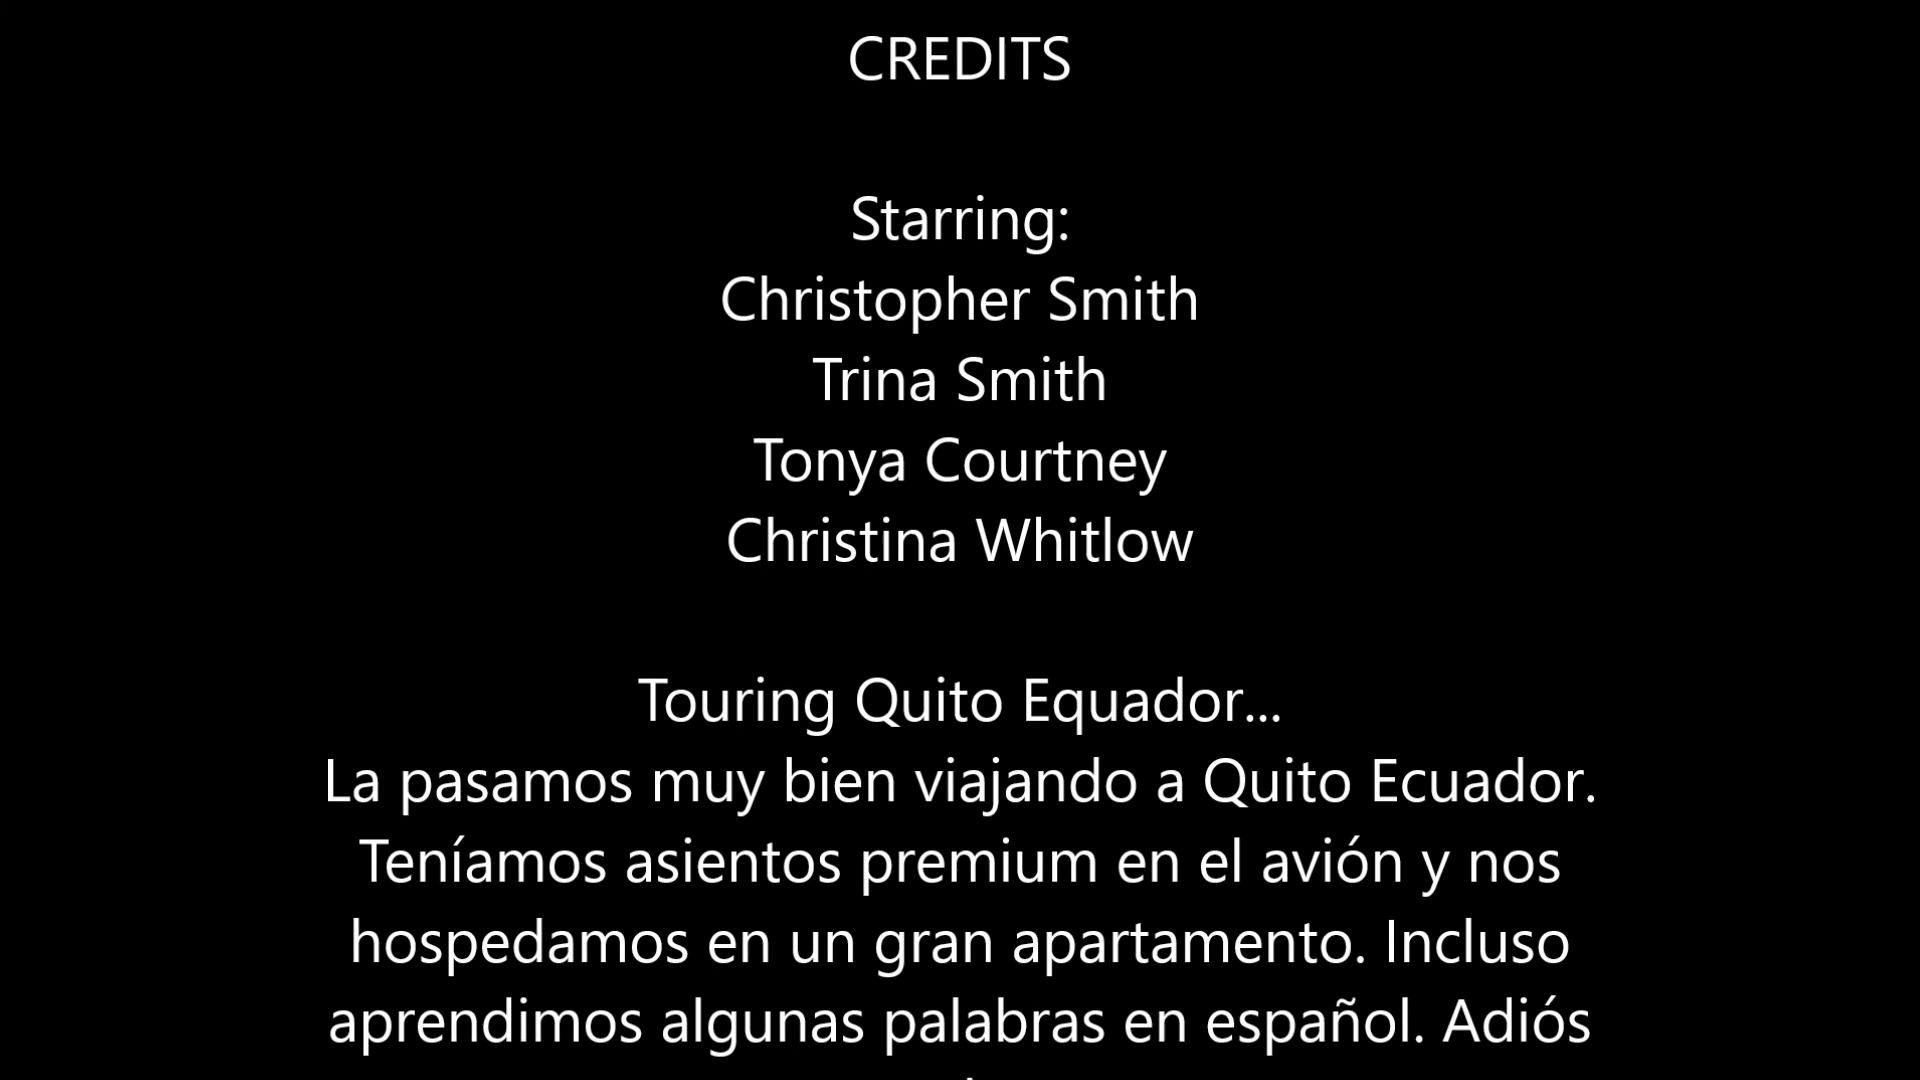 CREDITS
Starring:
Christopher Smith
Trina Smith
Tonya Courtney
Christina Whitlow
Touring Quito Equador...
La pasamos muy bien viajando a Quito Ecuador.
Teníamos asientos premium en el avión y nos
hospedamos en un gran apartamento. Incluso
aprendimos algunas palabras en español. Adiós